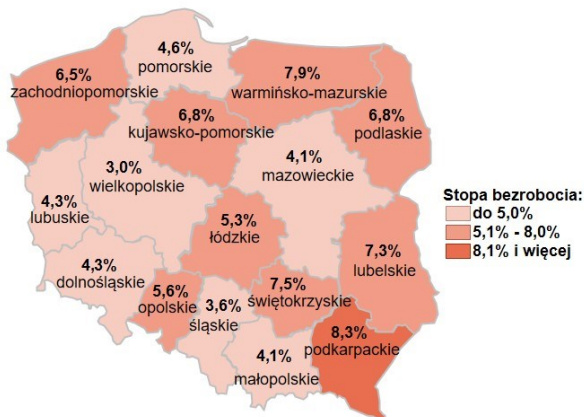 4,6%
pomorskie
6,5%
zachodniopomorskie
7,9%
warmińsko-mazurskie
6,8%
kujawsko-pomorskie
6,8%
podlaskie
3,0%
wielkopolskie
4,1%
mazowieckie
4,3%
lubuskie
5,3%
łódzkie
4,3%
dolnośląskie
5,6%
opolskie
3,6%
śląskie
7,5%
świętokrzyskie
7,3%
lubelskie
4,1%
małopolskie
8,3%
podkarpackie
Stopa bezrobocia:
do 5,0%
5,1% - 8,0%
8,1% i więcej